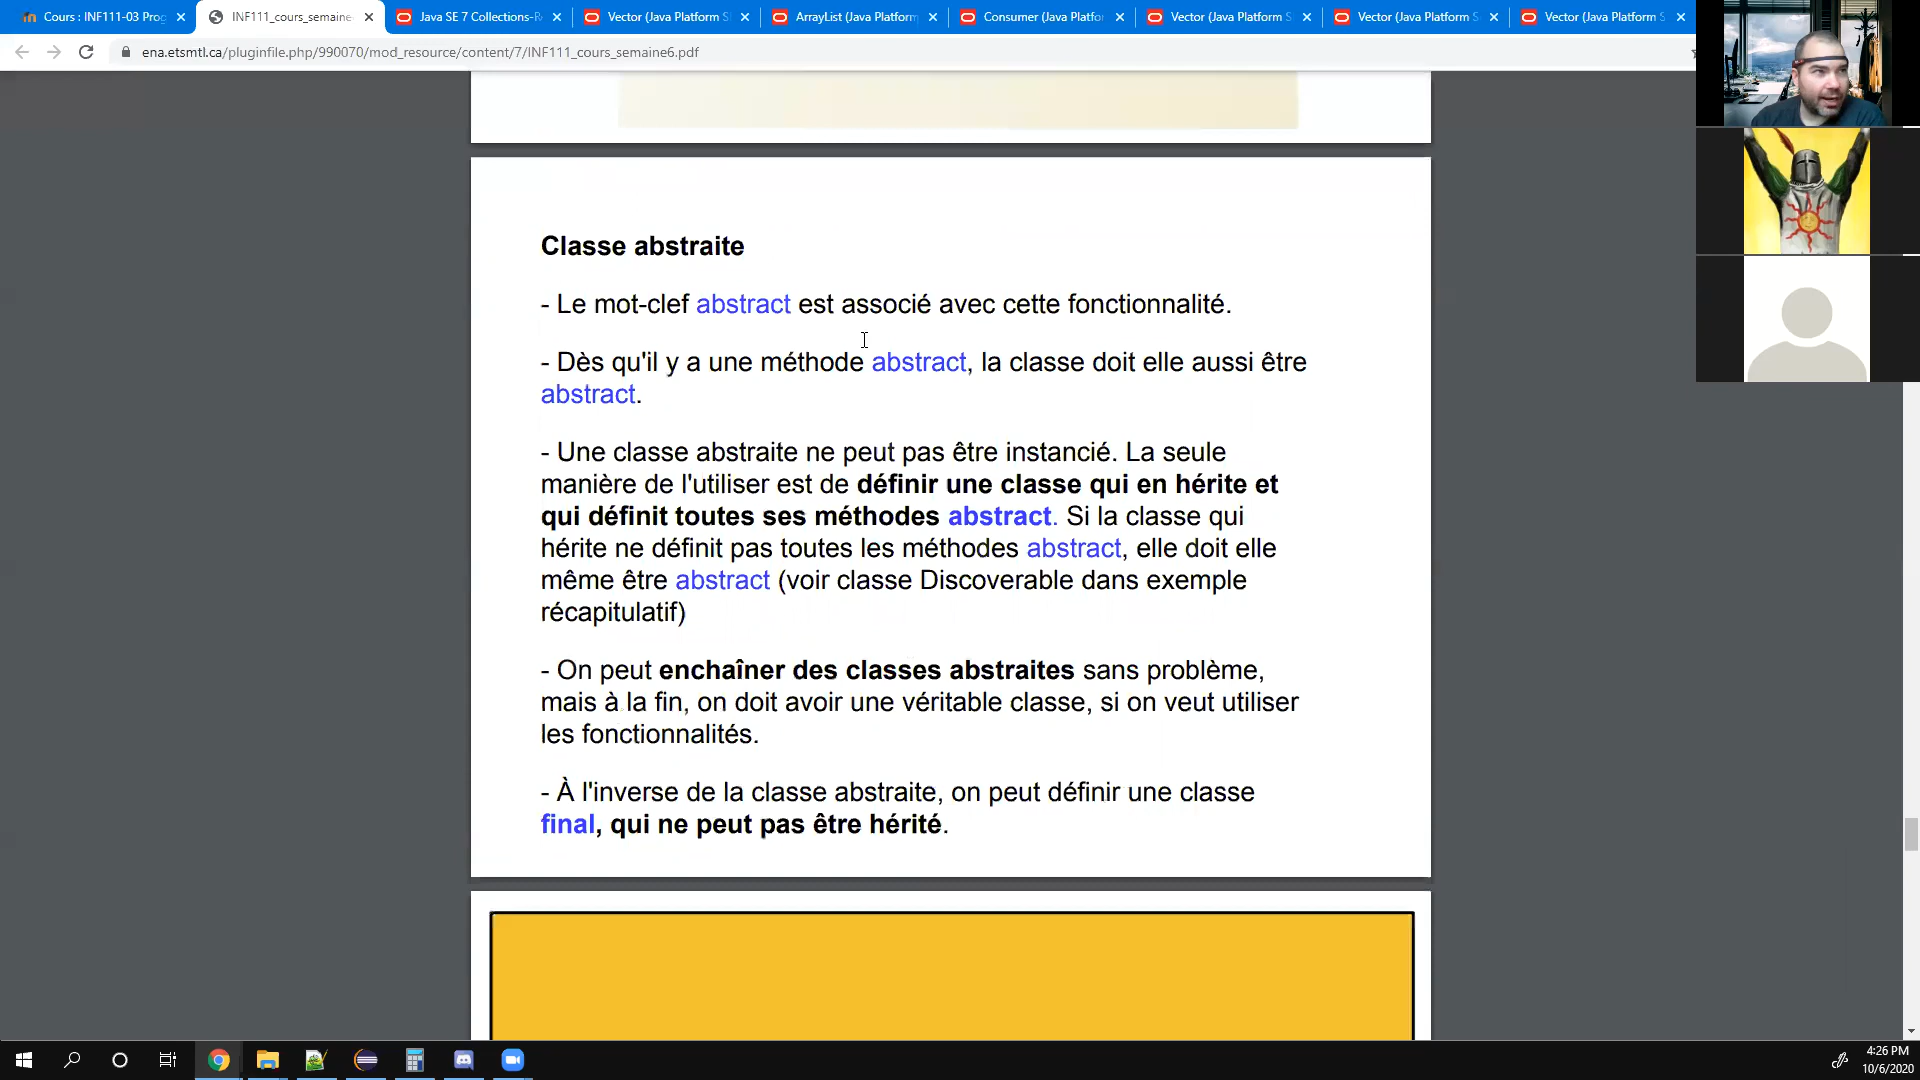 Cours : INF111-03 Prog
INF111_cours_semaine
Java SE 7 Collections-R
Vector (Java Platform S
ArrayList (Java Platform
Consumer (Java Platfor
Vector (Java Platform S
Vector (Java Platform S
Vector (Java Platform S
ena.etsmtl.ca/pluginfile.php/990070/mod_resource/content/7/INF111_cours_semaine6.pdf
Classe abstraite
- Le mot-clef abstract est associé avec cette fonctionnalité.
- Dès qu'il y a une méthode abstract, la classe doit elle aussi être
abstract.
- Une classe abstraite ne peut pas être instancié. La seule
manière de l'utiliser est de définir une classe qui en hérite et
qui définit toutes ses méthodes abstract. Si la classe qui
hérite ne définit pas toutes les méthodes abstract, elle doit elle
même être abstract (voir classe Discoverable dans exemple
récapitulatif)
- On peut enchaîner des classes abstraites sans problème,
mais à la fin, on doit avoir une véritable classe, si on veut utiliser
les fonctionnalités.
- À l'inverse de la classe abstraite, on peut définir une classe
final, qui ne peut pas être hérité.
4:26 PM
10/6/2020